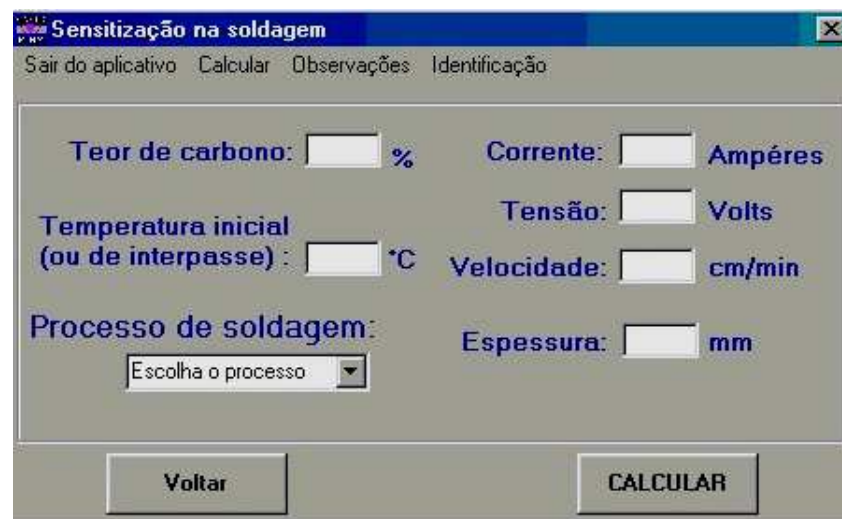 Sensitização na soldagem
Sair do aplicativo Calcular Observações Identificação
Teor de carbono: %
Temperatura inicial
(ou de interpasse) : °C
Processo de soldagem:
Escolha o processo
Corrente: Ampéres
Tensão: Volts
Velocidade: cm/min
Espessura: mm
Voltar
CALCULAR